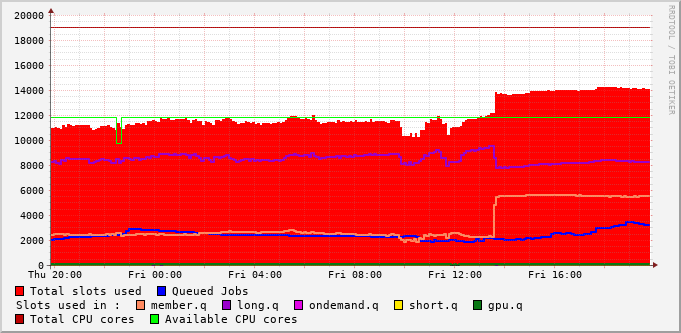 RRDTOOL / TOBI OETIKER
20000
18000
16000
14000
12000
10000
8000
6000
4000
2000
0
Thu 20:00 Fri 00:00 Fri 04:00 Fri 08:00 Fri 12:00 Fri 16:00
Total slots used Queued Jobs
Slots used in : member.q long.q ondemand.q short.q gpu.q
Total CPU cores Available CPU cores